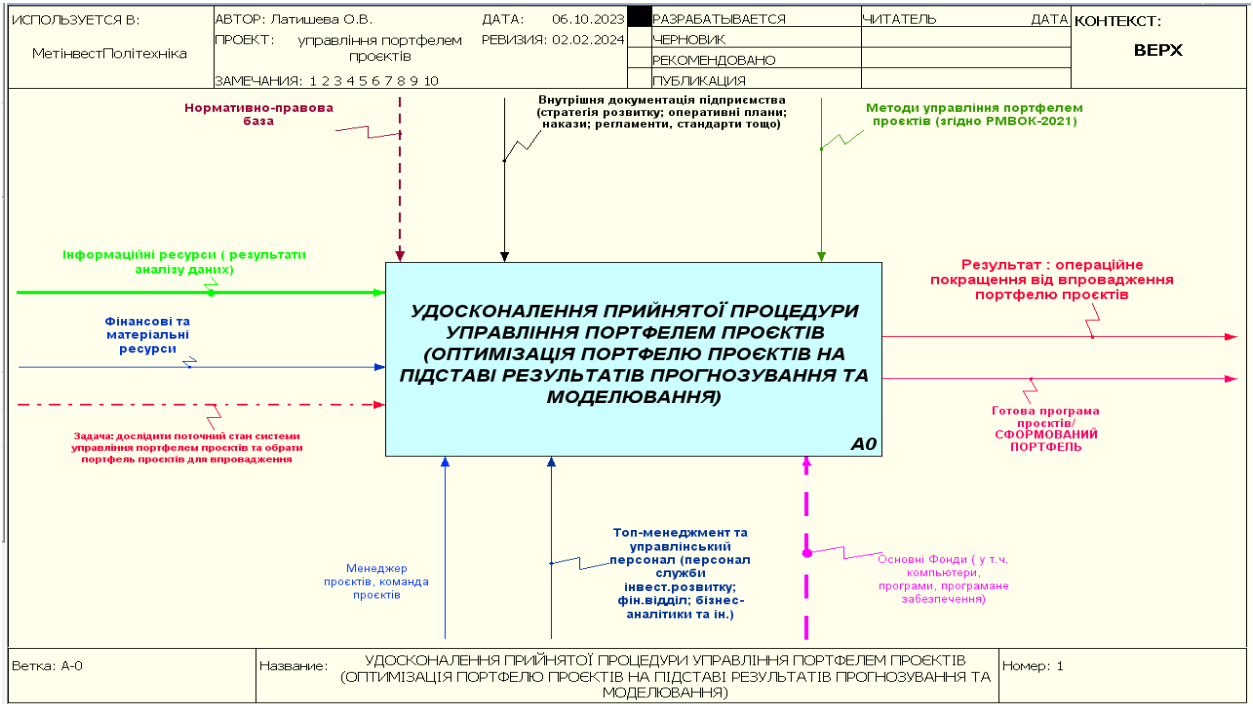 ИСПОЛЬЗУЕТСЯ В:
МетінвестПолітехніка
АВТОР: Латишева О.В.
ДАТА: 06.10.2023
ПРОЕКТ: управління портфелем
проєктів
РЕВИЗИЯ: 02.02.2024
ЗАМЕЧАНИЯ: 1 2 3 4 5 6 7 8 9 10
РАЗРАБАТЫВАЕТСЯ
ЧЕРНОВИК
РЕКОМЕНДОВАНО
ПУБЛИКАЦИЯ
ЧИТАТЕЛЬ ДАТА
КОНТЕКСТ:
ВЕРХ
Нормативно-правова
база
Внутрішня документація підприємства
(стратегія розвитку; оперативні плани;
накази; регламенти, стандарти тощо)
Методи управління портфелем
проєктів (згідно PMBOK-2021)
Інформаційні ресурси ( результати
аналізу даних)
Фінансові та
матеріальні
ресурси
Задача: дослідити поточний стан системи
управління портфелем проєктів та обрати
портфель проєктів для впровадження
УДОСКОНАЛЕННЯ ПРИЙНЯТОЇ ПРОЦЕДУРИ
УПРАВЛІННЯ ПОРТФЕЛЕМ ПРОЄКТІВ
(ОПТИМІЗАЦІЯ ПОРТФЕЛЮ ПРОЄКТІВ НА
ПІДСТАВІ РЕЗУЛЬТАТІВ ПРОГНОЗУВАННЯ ТА
МОДЕЛЮВАННЯ)
A0
Результат : операційне
покращення від впровадження
портфелю проєктів
Готова програма
проєктів/
СФОРМОВАНИЙ
ПОРТФЕЛЬ
Менеджер
проєктів, команда
проєктів
Топ-менеджмент та
управлінський
персонал (персонал
служби
інвест.розвитку;
фін.відділ; бізнес-
аналітики та ін.)
Основні Фонди ( у т.ч.
компьютери,
програми, програмане
забезпечення)
Ветка: A-0
Название: УДОСКОНАЛЕННЯ ПРИЙНЯТОЇ ПРОЦЕДУРИ УПРАВЛІННЯ ПОРТФЕЛЕМ ПРОЄКТІВ
(ОПТИМІЗАЦІЯ ПОРТФЕЛЮ ПРОЄКТІВ НА ПІДСТАВІ РЕЗУЛЬТАТІВ ПРОГНОЗУВАННЯ ТА
МОДЕЛЮВАННЯ)
Номер: 1